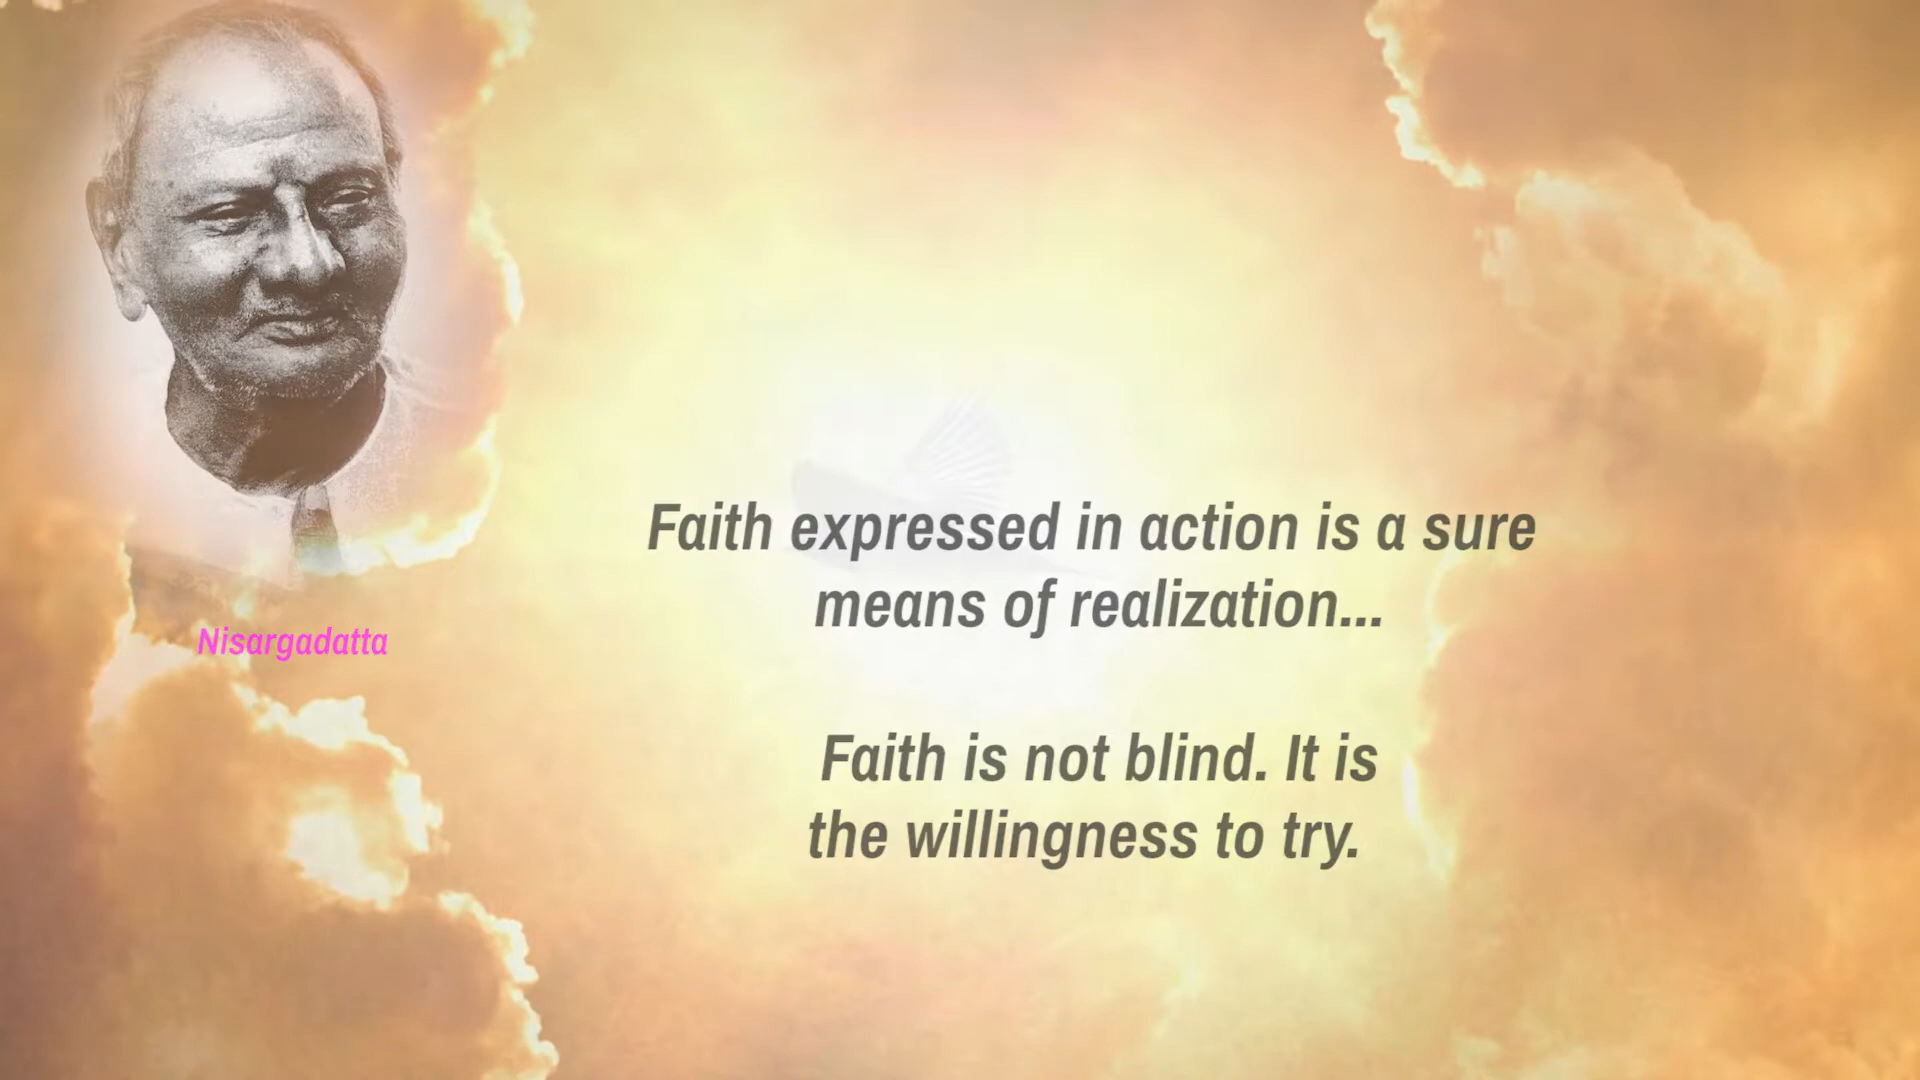 Faith expressed in action is a sure
means of realization...
Faith is not blind. It is
the willingness to try.
Nisargadatta